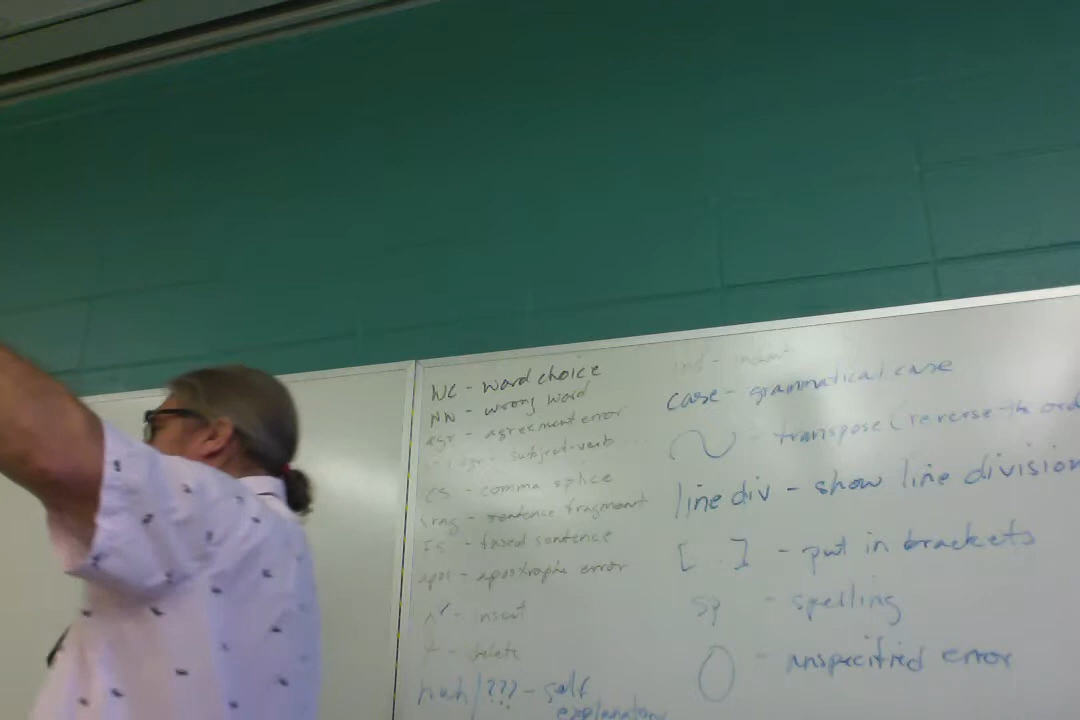 WC - word choice
WW - wrong word
agr - agreement error
agr - subject-verb
CS - comma splice
frag - sentence fragment
FS - fused sentence
apos - apostrophe error
- insert
- delete
huh/??? - self
explanatory
case - grammatical case
- transpose (reverse th ord
line div - show line division
[ ] - put in brackets
sp - spelling
- unspecified error